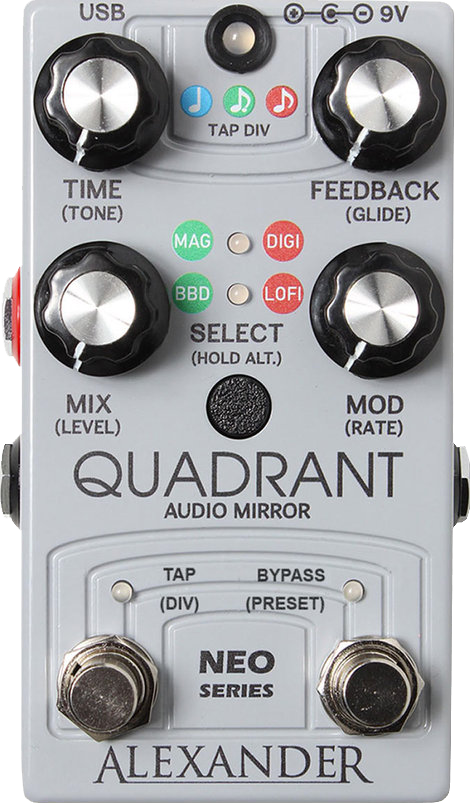 USB
9V
TAP DIV
TIME
(TONE)
FEEDBACK
(GLIDE)
MAG
DIGI
BBD
LOFI
SELECT
(HOLD ALT.)
MIX
(LEVEL)
MOD
(RATE)
QUADRANT
AUDIO MIRROR
TAP
BYPASS
(DIV)
(PRESET)
NEO
SERIES
ALEXANDER